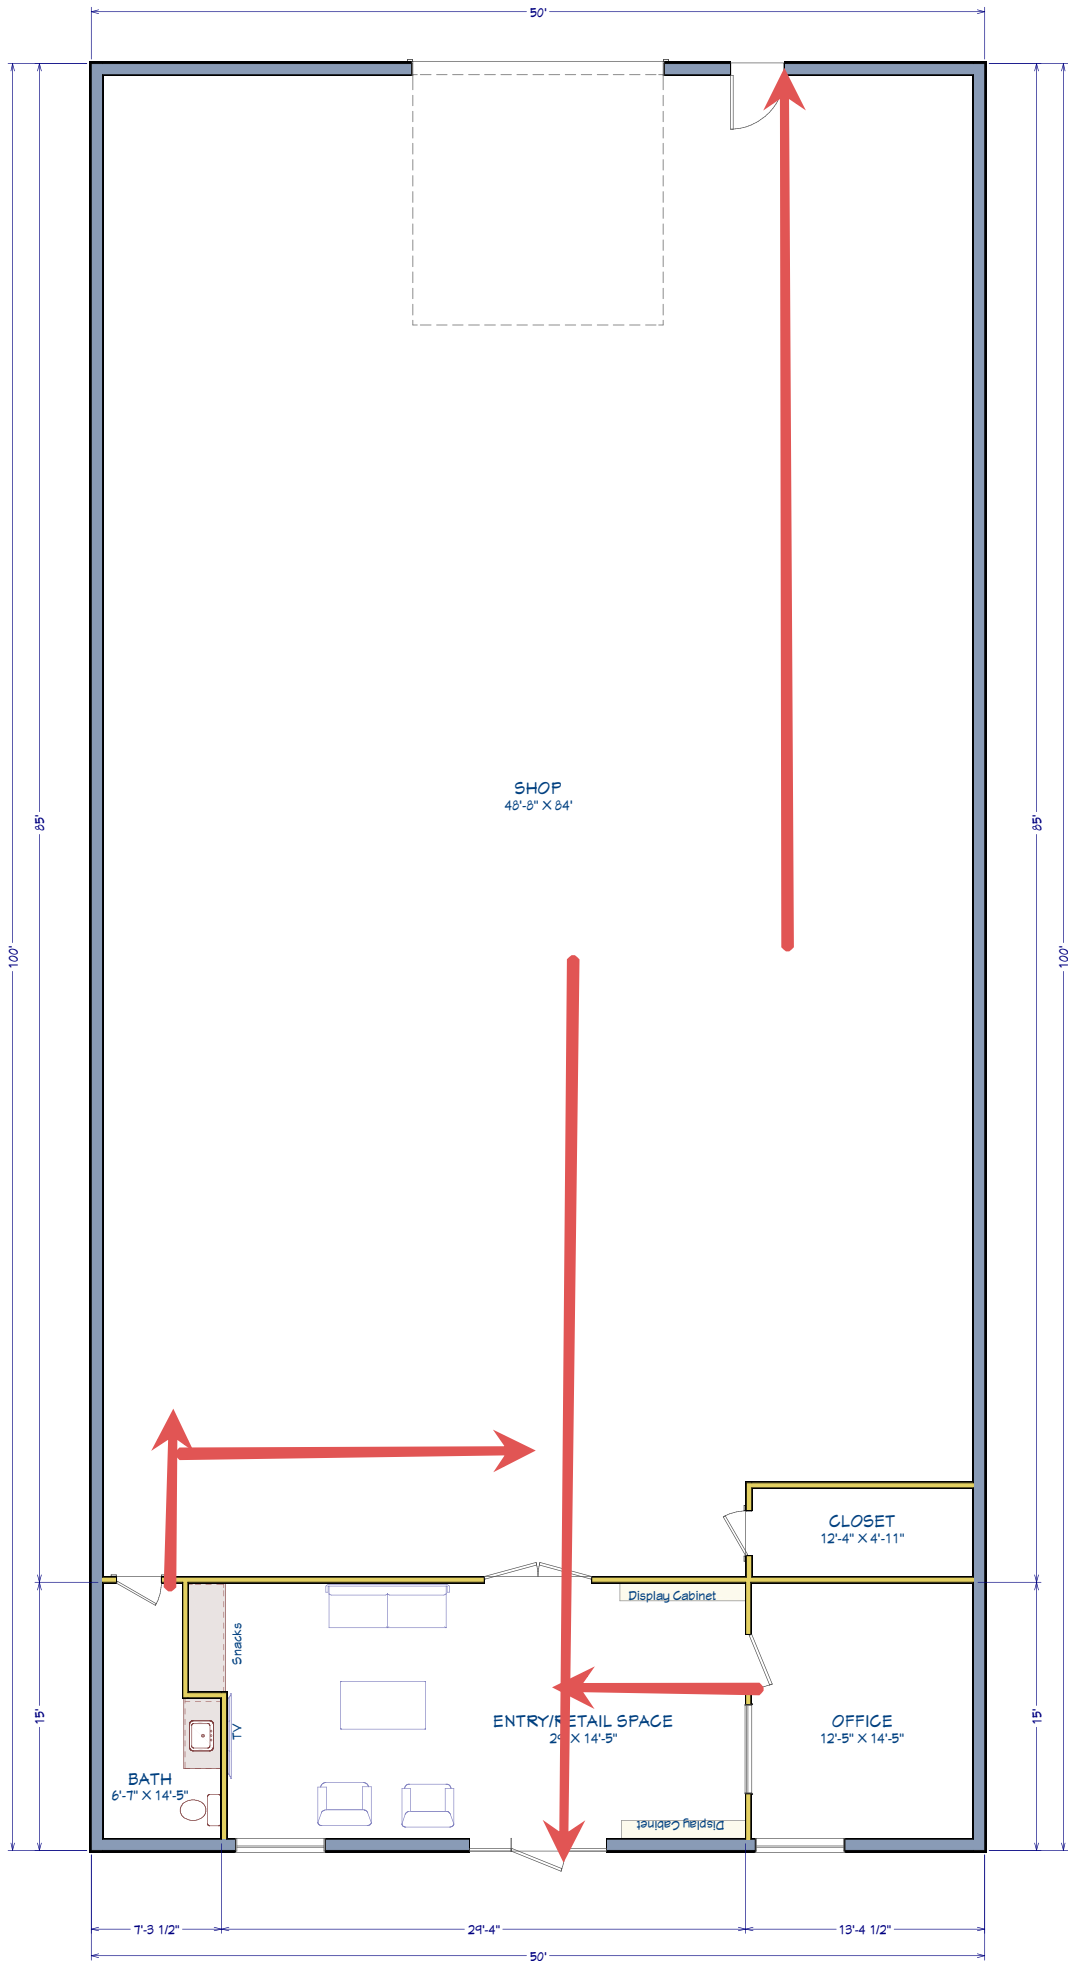 50'
SHOP
48'-8" X 84'
85'
85'
100'
100'
CLOSET
12'-4" X 4'-11"
Display Cabinet
Snacks
TV
ENTRY/RETAIL SPACE
29' X 14'-5"
OFFICE
12'-5" X 14'-5"
15'
15'
BATH
6'-7" X 14'-5"
Display Cabinet
7'-3 1/2"
29'-4"
13'-4 1/2"
50'